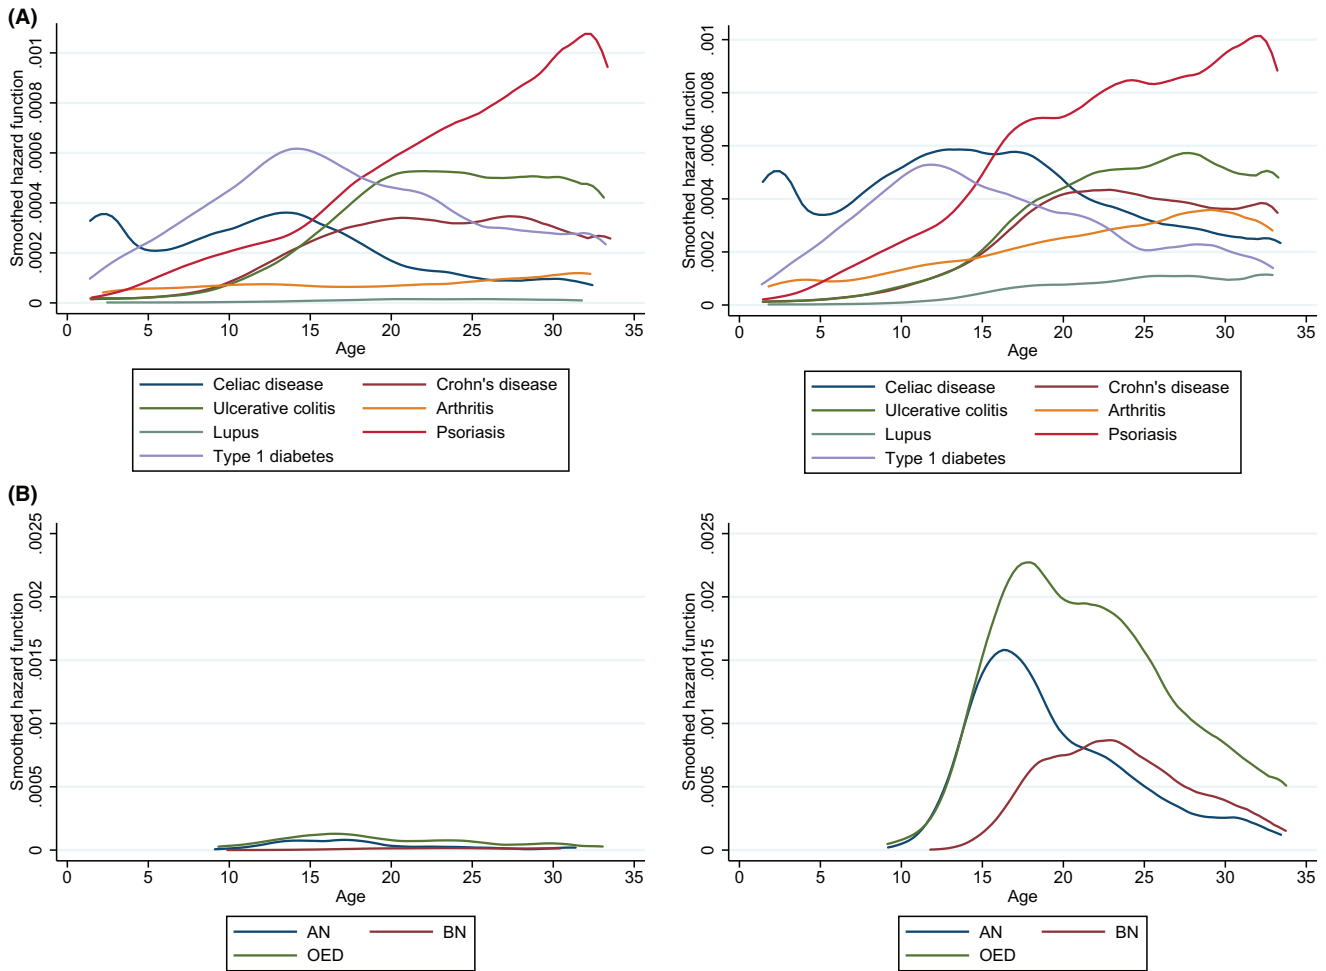 (A)
Smoothed hazard function
0 .0002 .0004 .0006 .0008 .001
0 5 10 15 20 25 30 35
Age
Celiac disease Crohn's disease
Ulcerative colitis Arthritis
Lupus Psoriasis
Type 1 diabetes
Smoothed hazard function
0 .0002 .0004 .0006 .0008 .001
0 5 10 15 20 25 30 35
Age
Celiac disease Crohn's disease
Ulcerative colitis Arthritis
Lupus Psoriasis
Type 1 diabetes
(B)
Smoothed hazard function
0 .0005 .001 .0015 .002 .0025
0 5 10 15 20 25 30 35
Age
AN BN
OED
Smoothed hazard function
0 .0005 .001 .0015 .002 .0025
0 5 10 15 20 25 30 35
Age
AN BN
OED